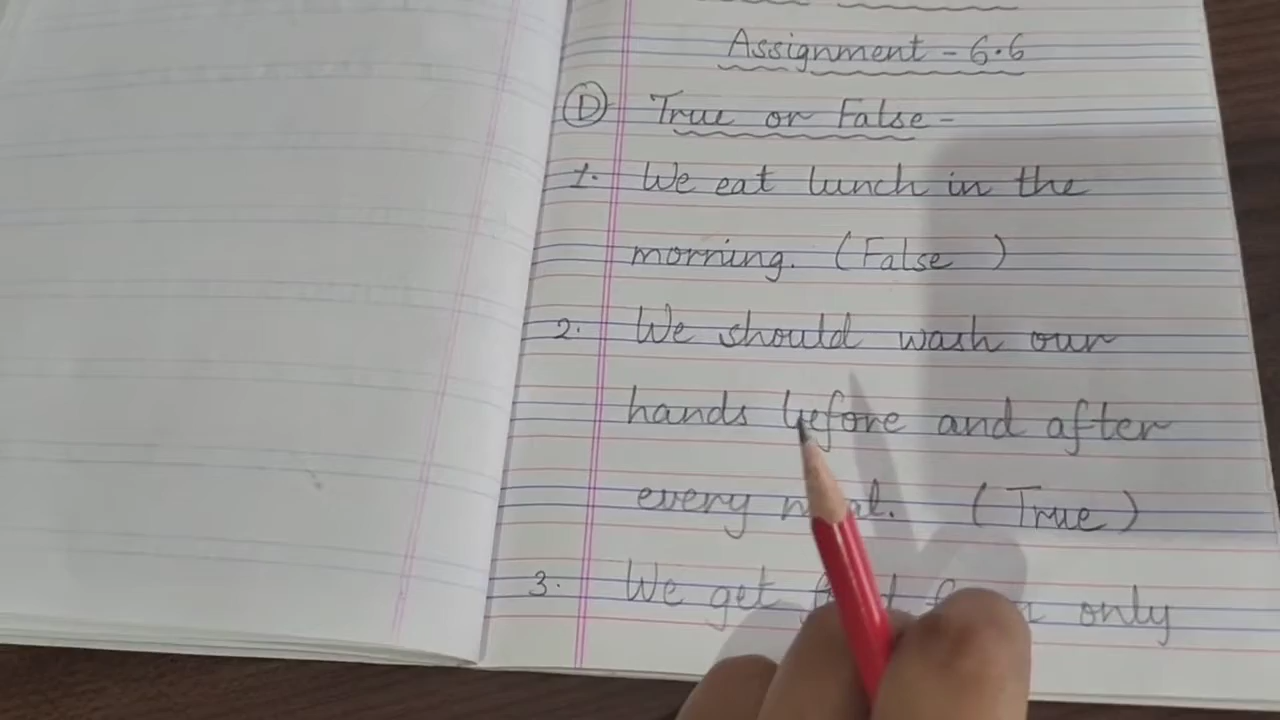 Assignment - 6.6
D True or False -
1. We eat lunch in the
morning. (False )
2. We should wash our
hands before and after
every (True)
3. We get only